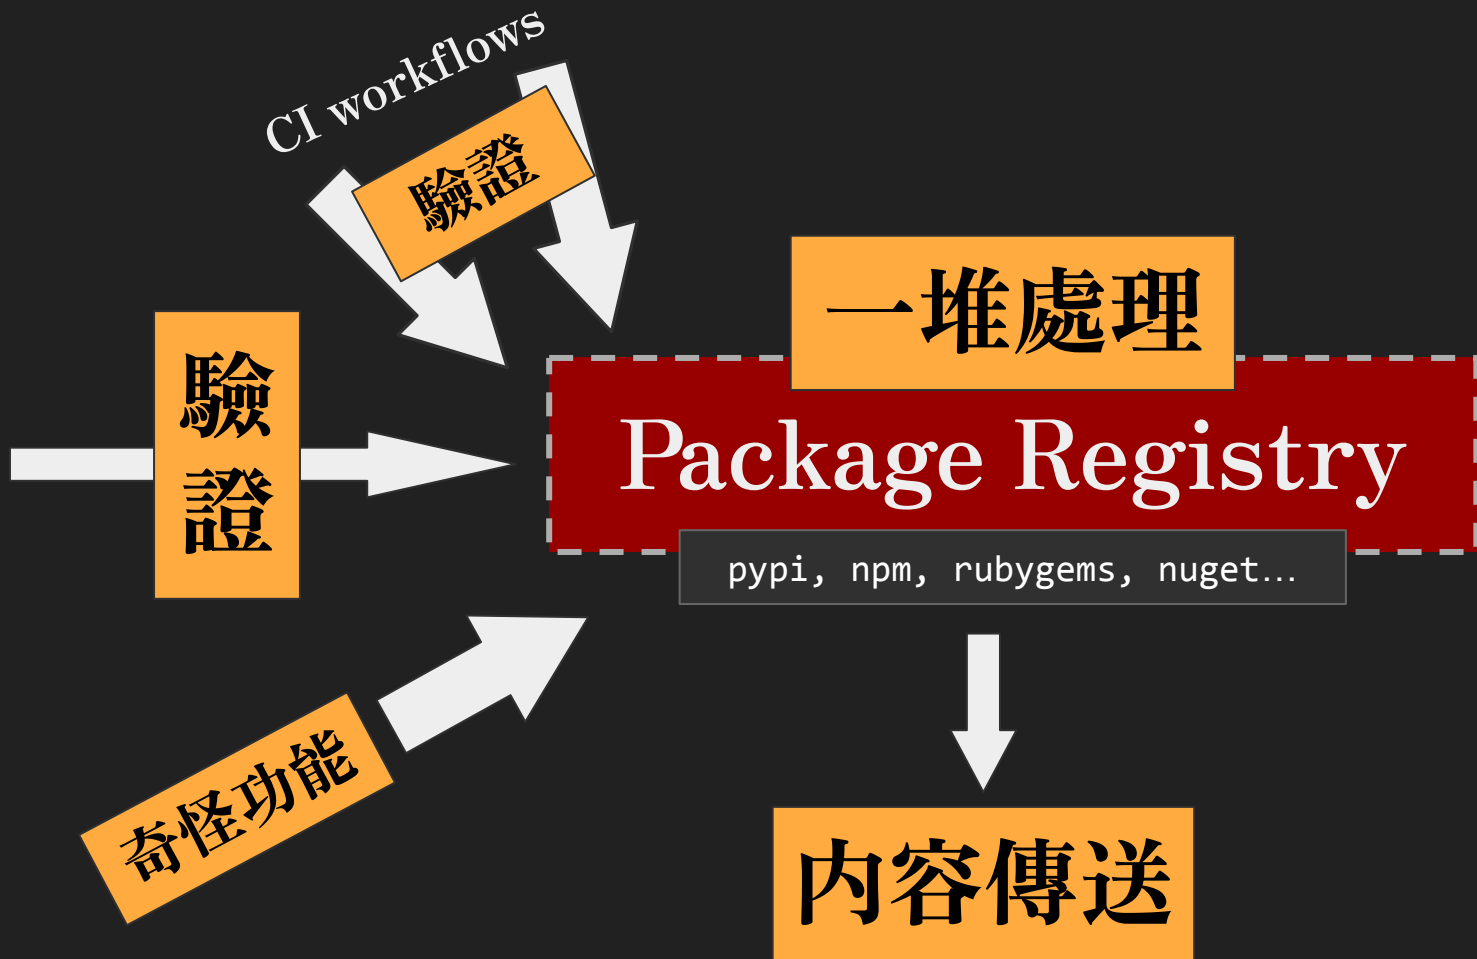 CI workflows
驗證
一堆處理
驗
證
Package Registry
pypi, npm, rubygems, nuget…
奇怪功能
内容傳送